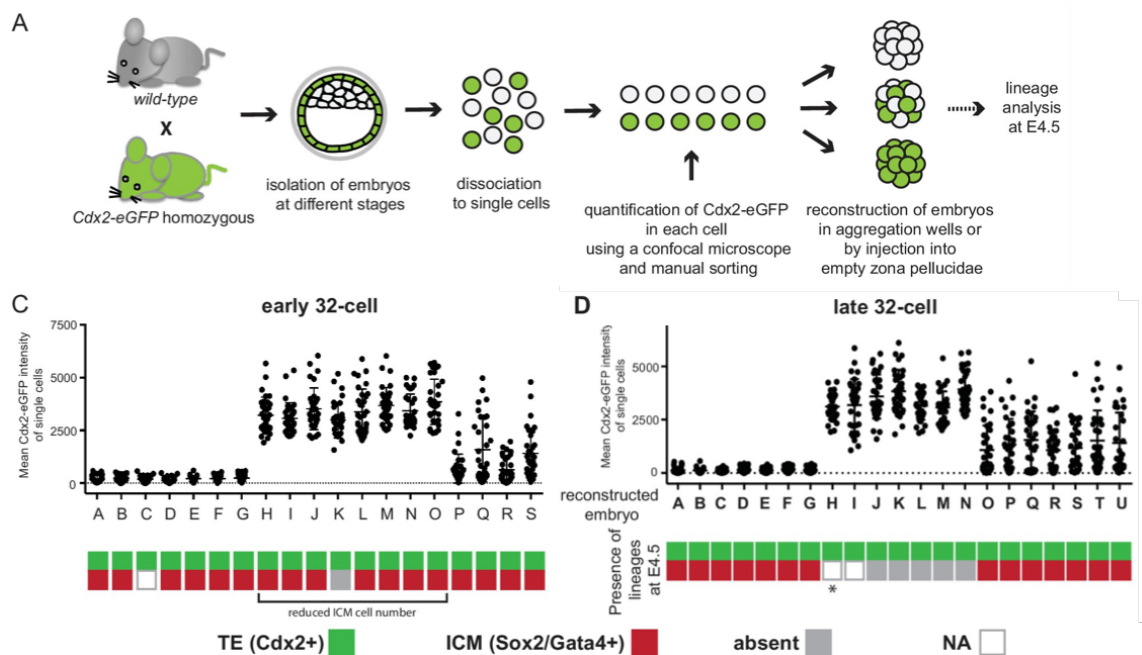 A
wild-type
X
Cdx2-eGFP homozygous
isolation of embryos
at different stages
dissociation
to single cells
quantification of Cdx2-eGFP
in each cell
using a confocal microscope
and manual sorting
reconstruction of embryos
in aggregation wells or
by injection into
empty zona pellucidae
lineage
analysis
at E4.5
C
early 32-cell
Mean Cdx2-eGFP intensity
of single cells
7500
5000
2500
0
A B C D E F G H I J K L M N O P Q R S
reduced ICM cell number
D
late 32-cell
Mean Cdx2-eGFP intensity
of single cells
5000
2500
0
reconstructed
embryo
A B C D E F G H I J K L M N O P Q R S T U
Presence of
lineages
at E4.5
*
TE (Cdx2+)
ICM (Sox2/Gata4+)
absent
NA